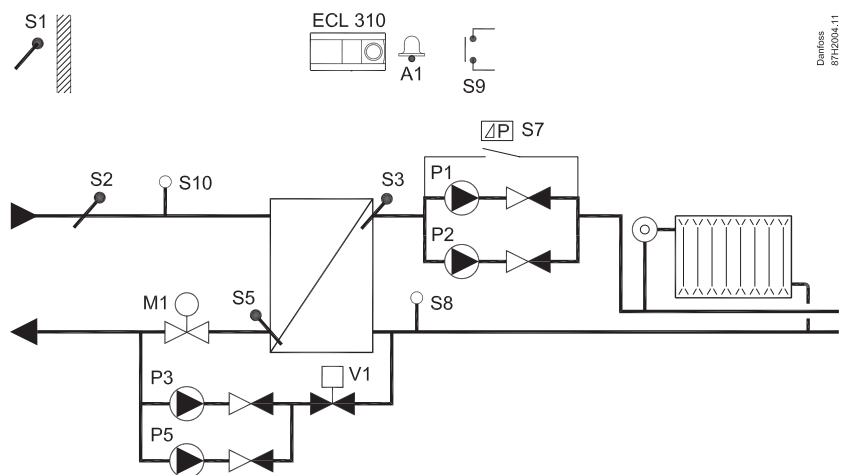 S1
ECL 310
A1
S9
Danfoss
87H2004.11
P S7
S2
S10
S3
P1
P2
M1
S5
S8
P3
V1
P5